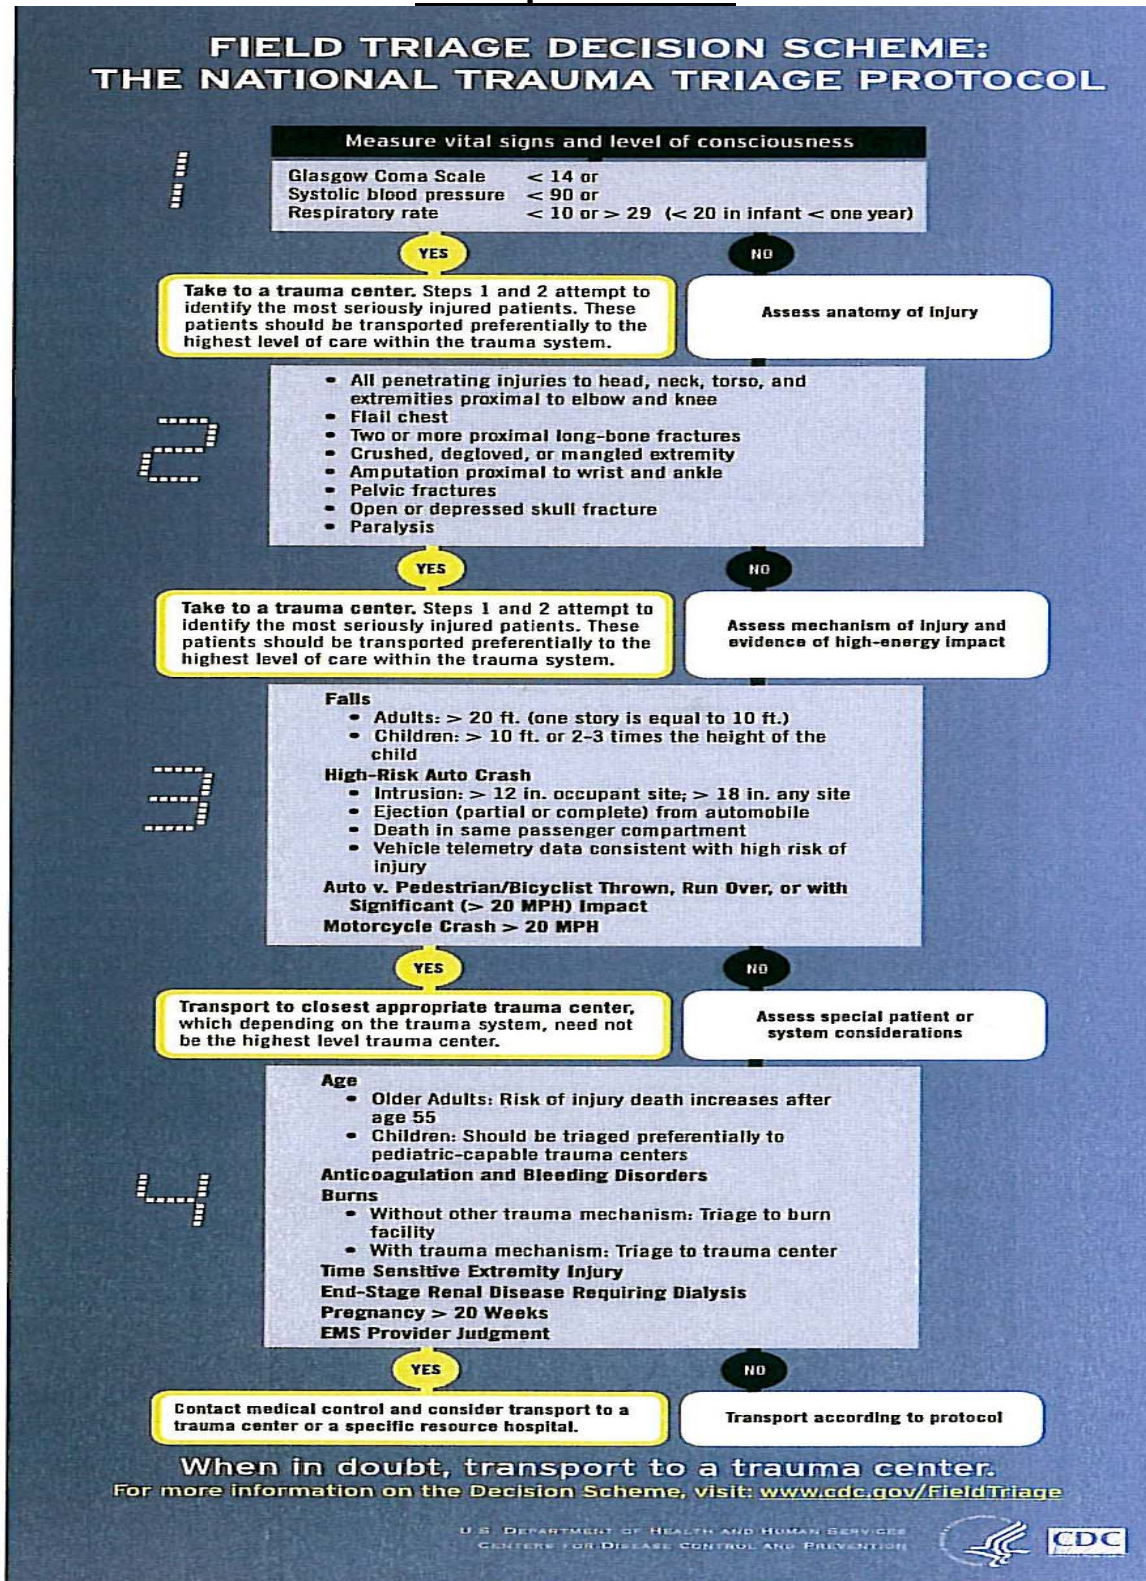 FIELD TRIAGE DECISION SCHEME:
THE NATIONAL TRAUMA TRIAGE PROTOCOL
1
Measure vital signs and level of consciousness
Glasgow Coma Scale < 14 or
Systolic blood pressure < 90 or
Respiratory rate < 10 or > 29 (< 20 in infant < one year)
YES
NO
Take to a trauma center. Steps 1 and 2 attempt to
identify the most seriously injured patients. These
patients should be transported preferentially to the
highest level of care within the trauma system.
Assess anatomy of injury
2
• All penetrating injuries to head, neck, torso, and
extremities proximal to elbow and knee
• Flail chest
• Two or more proximal long-bone fractures
• Crushed, degloved, or mangled extremity
• Amputation proximal to wrist and ankle
• Pelvic fractures
• Open or depressed skull fracture
• Paralysis
YES
NO
Take to a trauma center. Steps 1 and 2 attempt to
identify the most seriously injured patients. These
patients should be transported preferentially to the
highest level of care within the trauma system.
Assess mechanism of injury and
evidence of high-energy impact
3
Falls
• Adults: > 20 ft. (one story is equal to 10 ft.)
• Children: > 10 ft. or 2-3 times the height of the
child
High-Risk Auto Crash
• Intrusion: > 12 in. occupant site; > 18 in. any site
• Ejection (partial or complete) from automobile
• Death in same passenger compartment
• Vehicle telemetry data consistent with high risk of
injury
Auto v. Pedestrian/Bicyclist Thrown, Run Over, or with
Significant (> 20 MPH) Impact
Motorcycle Crash > 20 MPH
YES
NO
Transport to closest appropriate trauma center,
which depending on the trauma system, need not
be the highest level trauma center.
Assess special patient or
system considerations
4
Age
• Older Adults: Risk of injury death increases after
age 55
• Children: Should be triaged preferentially to
pediatric-capable trauma centers
Anticoagulation and Bleeding Disorders
Burns
• Without other trauma mechanism: Triage to burn
facility
• With trauma mechanism: Triage to trauma center
Time Sensitive Extremity Injury
End-Stage Renal Disease Requiring Dialysis
Pregnancy > 20 Weeks
EMS Provider Judgment
YES
NO
Contact medical control and consider transport to a
trauma center or a specific resource hospital.
Transport according to protocol
When in doubt, transport to a trauma center.
For more information on the Decision Scheme, visit: www.cdc.gov/FieldTriage
U.S. DEPARTMENT OF HEALTH AND HUMAN SERVICES
CENTERS FOR DISEASE CONTROL AND PREVENTION
CDC